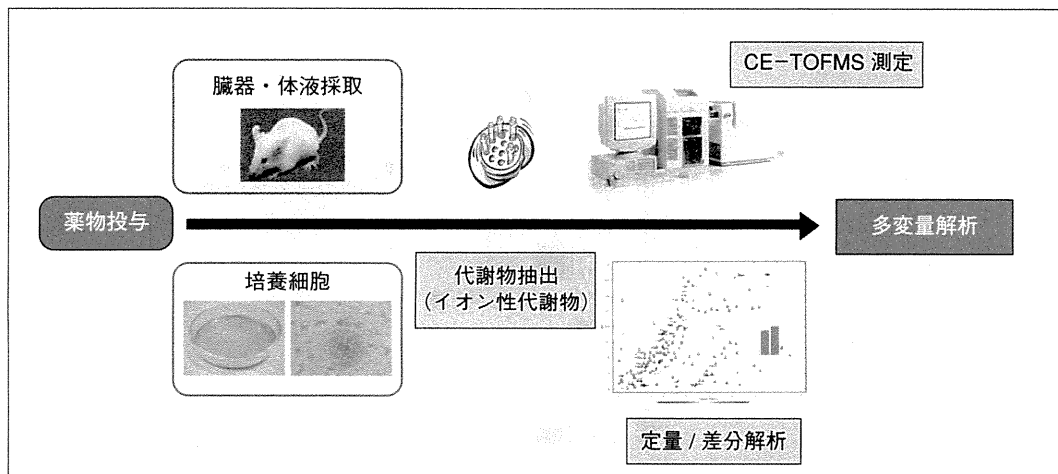 CE-TOFMS 測定
臓器・体液採取
薬物投与
多変量解析
培養細胞
代謝物抽出
(イオン性代謝物)
定量 / 差分解析